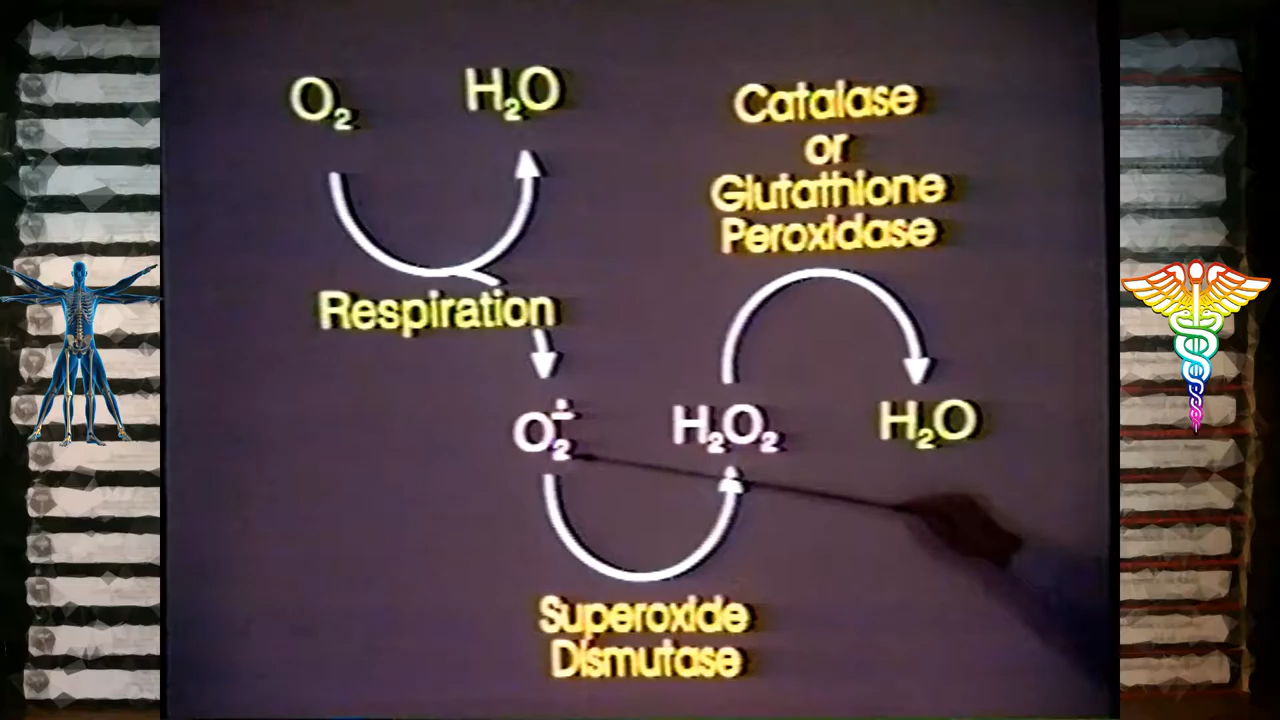 O₂
H₂O
Catalase
or
Glutathione
Peroxidase
Respiration
O₂∸
H₂O₂
H₂O
Superoxide
Dismutase